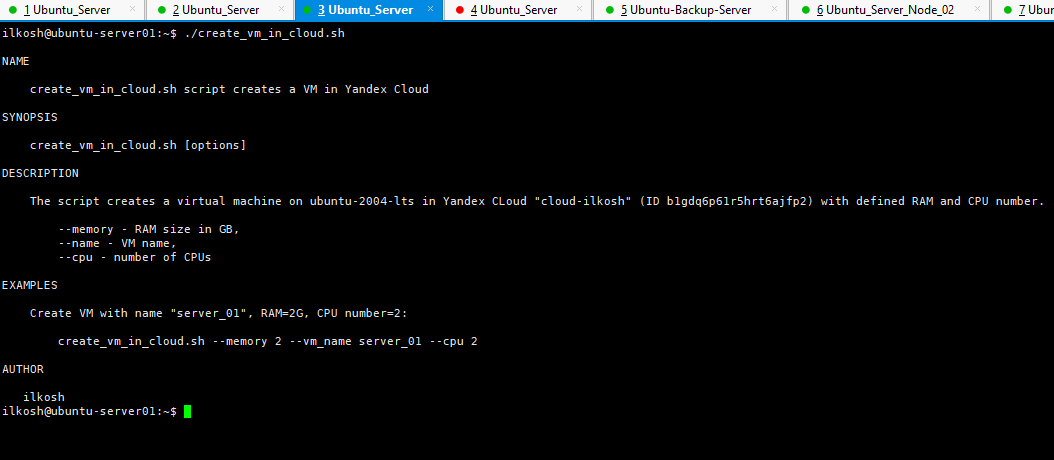 1 Ubuntu_Server × 2 Ubuntu_Server × 3 Ubuntu_Server × 4 Ubuntu_Server × 5 Ubuntu-Backup-Server × 6 Ubuntu_Server_Node_02 × 7 Ubun
ilkosh@ubuntu-server01:~$ ./create_vm_in_cloud.sh
NAME
create_vm_in_cloud.sh script creates a VM in Yandex Cloud
SYNOPSIS
create_vm_in_cloud.sh [options]
DESCRIPTION
The script creates a virtual machine on ubuntu-2004-lts in Yandex CLoud "cloud-ilkosh" (ID b1gdq6p61r5hrt6ajfp2) with defined RAM and CPU number.
--memory - RAM size in GB,
--name - VM name,
--cpu - number of CPUs
EXAMPLES
Create VM with name "server_01", RAM=2G, CPU number=2:
create_vm_in_cloud.sh --memory 2 --vm_name server_01 --cpu 2
AUTHOR
ilkosh
ilkosh@ubuntu-server01:~$